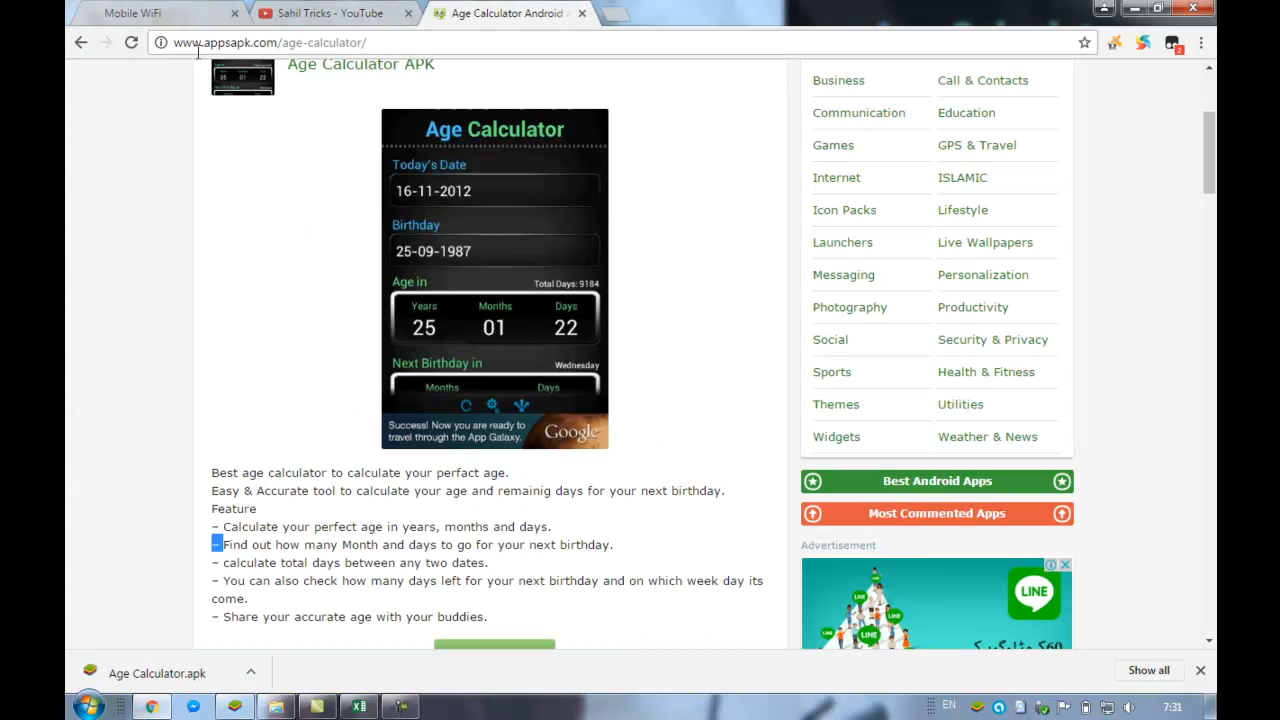 Mobile WiFi
Sahil Tricks - YouTube
Age Calculator Android A
www.appsapk.com/age-calculator/
2
Age Calculator APK
Age Calculator
Today's Date
16-11-2012
Birthday
25-09-1987
Age in
Total Days: 9184
Years
Months
Days
25
01
22
Next Birthday in
Wednesday
Months
Days
Success! Now you are ready to
travel through the App Galaxy.
Google
Best age calculator to calculate your perfect age.
Easy & Accurate tool to calculate your age and remainig days for your next birthday.
Feature
– Calculate your perfect age in years, months and days.
– Find out how many Month and days to go for your next birthday.
– calculate total days between any two dates.
– You can also check how many days left for your next birthday and on which week day its
come.
– Share your accurate age with your buddies.
Business
Call & Contacts
Communication
Education
Games
GPS & Travel
Internet
ISLAMIC
Icon Packs
Lifestyle
Launchers
Live Wallpapers
Messaging
Personalization
Photography
Productivity
Social
Security & Privacy
Sports
Health & Fitness
Themes
Utilities
Widgets
Weather & News
Best Android Apps
Most Commented Apps
Advertisement
LINE
LINE
LINE
LINE
LINE
Age Calculator.apk
Show all
EN
7:31